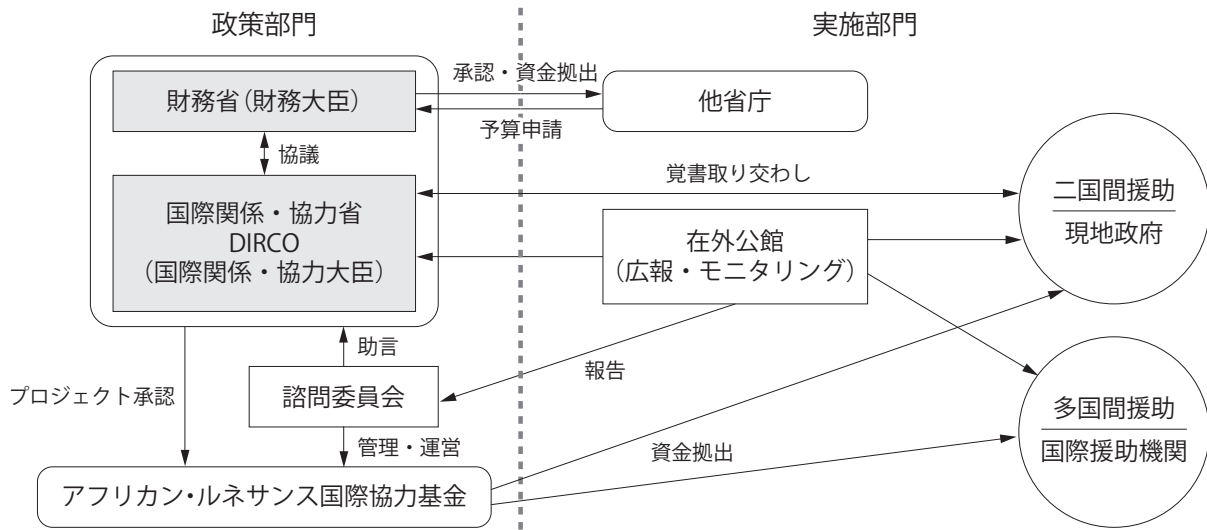 政策部門
実施部門
財務省（財務大臣）
承認・資金拠出
予算申請
他省庁
協議
国際関係・協力省
DIRCO
（国際関係・協力大臣）
覚書取り交わし
在外公館
（広報・モニタリング）
二国間援助
現地政府
助言
諮問委員会
報告
プロジェクト承認
管理・運営
アフリカン・ルネサンス国際協力基金
資金拠出
多国間援助
国際援助機関